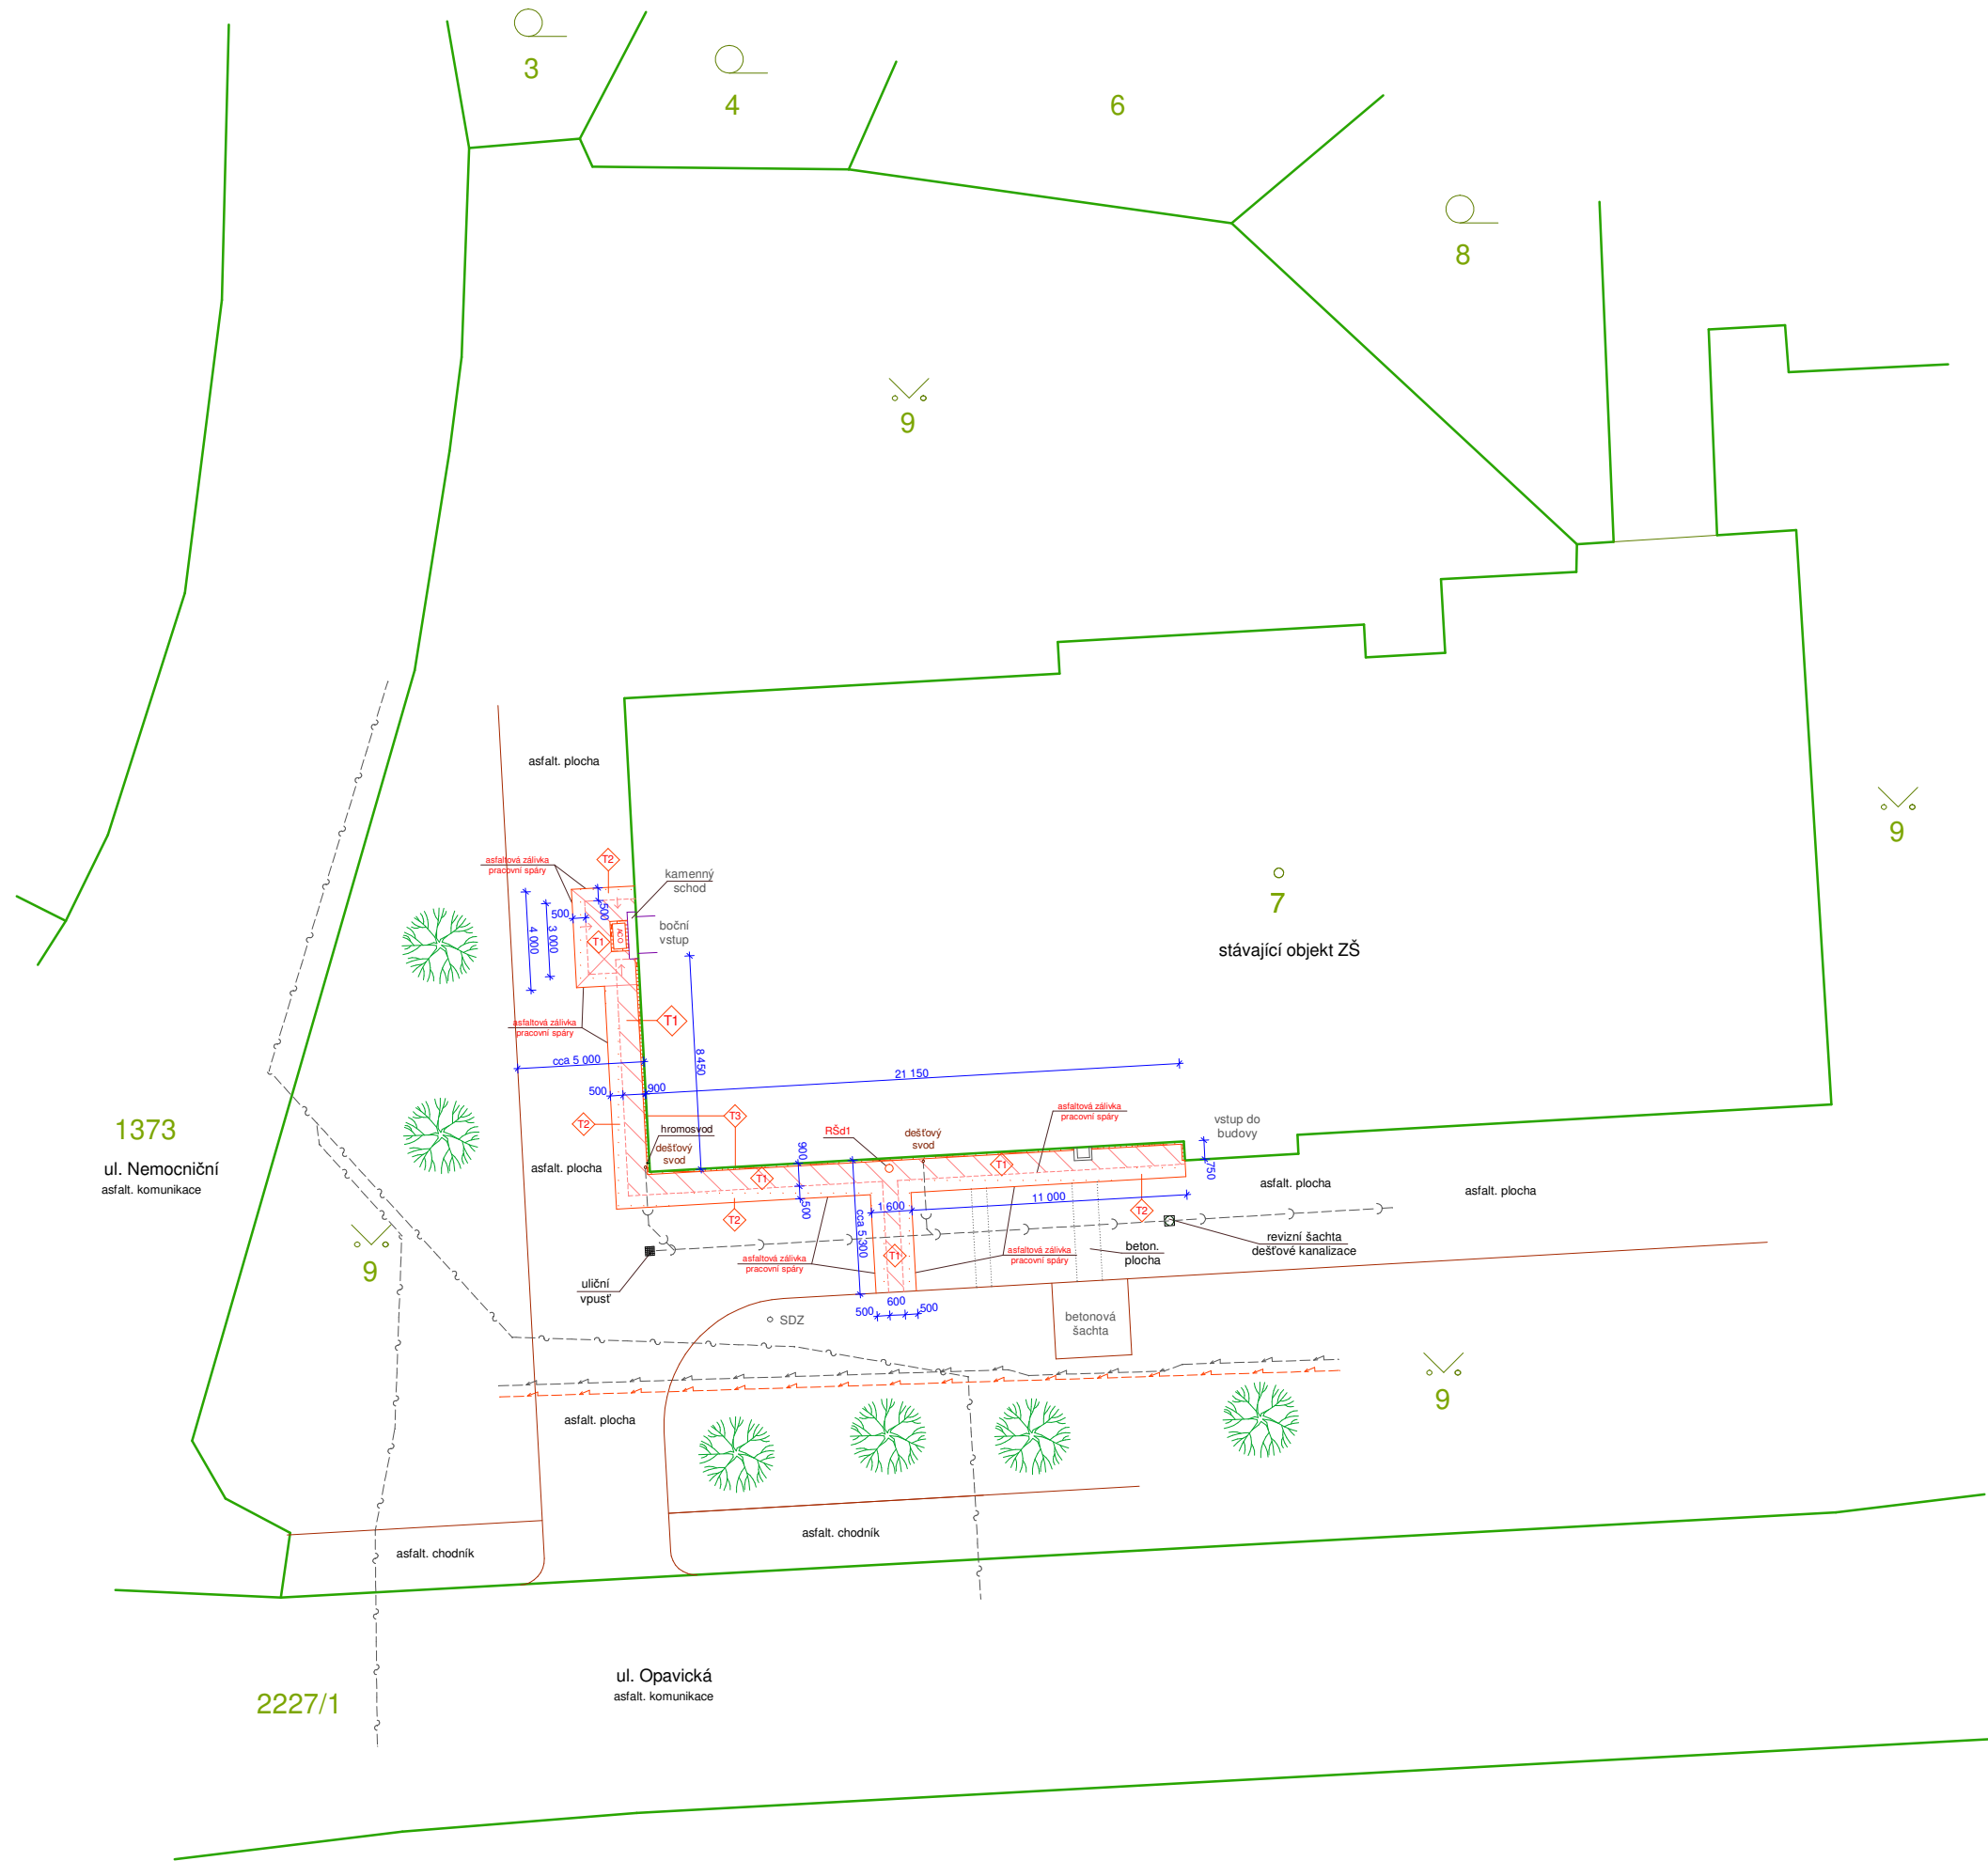 3
4
6
8
9
asfalt. plocha
9
7
stávající objekt ZŠ
asfaltová zálivka
pracovní spáry
T2
kamenný
schod
500
500
4 000
3 000
T1
ACO
boční
vstup
asfaltová zálivka
pracovní spáry
T1
cca 5 000
8 450
21 150
500
900
T2
T3
hromosvod
dešťový
svod
RŠd1
dešťový
svod
asfaltová zálivka
pracovní spáry
vstup do
budovy
1373
ul. Nemocniční
asfalt. komunikace
asfalt. plocha
900
T1
T1
750
500
T2
1 600
11 000
T2
asfalt. plocha
asfalt. plocha
cca 5 300
T1
asfaltová zálivka
pracovní spáry
asfaltová zálivka
pracovní spáry
beton.
plocha
revizní šachta
dešťové kanalizace
9
uliční
vpusť
500
600
500
SDZ
betonová
šachta
9
asfalt. plocha
asfalt. chodník
asfalt. chodník
ul. Opavická
asfalt. komunikace
2227/1